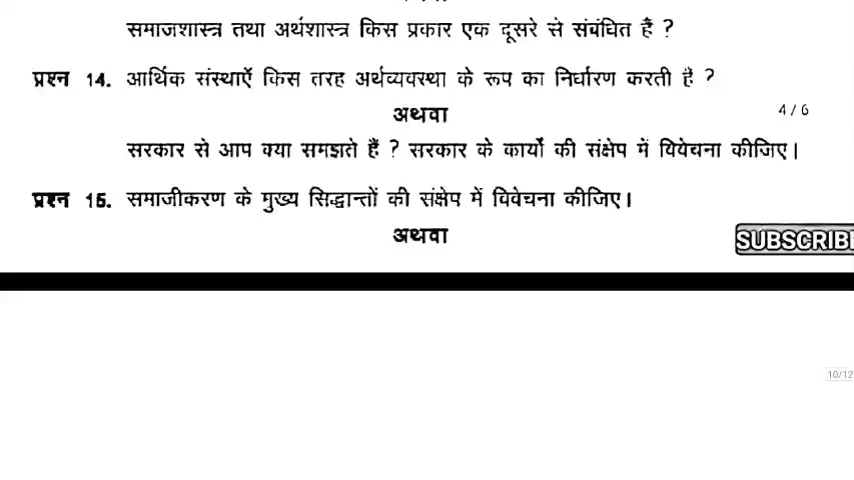 समाजशास्त्र तथा अर्थशास्त्र किस प्रकार एक दूसरे से संबंधित हैं ?
प्रश्न 14. आर्थिक संस्थाएँ किस तरह अर्थव्यवस्था के रूप का निर्धारण करती हैं ?
अथवा
4 / 6
सरकार से आप क्या समझते हैं ? सरकार के कार्यों की संक्षेप में विवेचना कीजिए।
प्रश्न 15. समाजीकरण के मुख्य सिद्धान्तों की संक्षेप में विवेचना कीजिए।
अथवा
SUBSCRIB
10/12